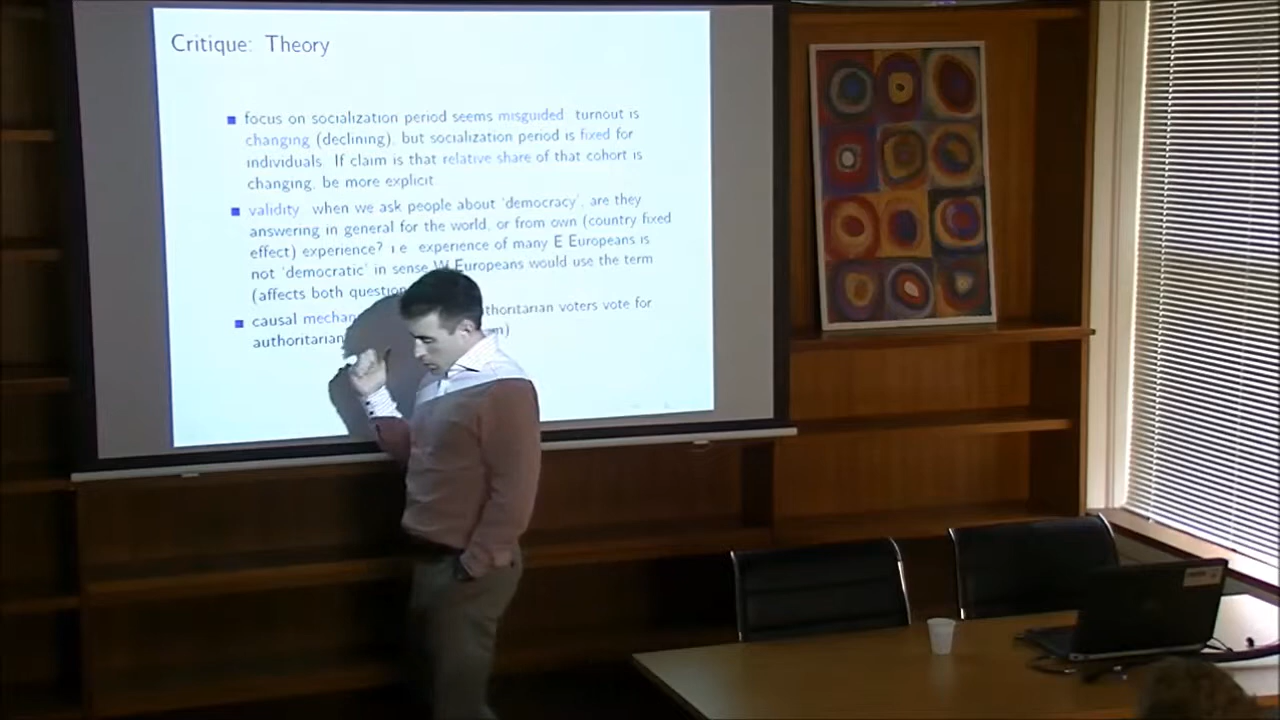 Critique: Theory
focus on socialization period seems misguided turnout is
changing (declining), but socialization period is fixed for
individuals. If claim is that relative share of that cohort is
changing, be more explicit
validity when we ask people about 'democracy', are they
answering in general for the world, or from own (country fixed
effect) experience? i e experience of many E Europeans is
not 'democratic' in sense W Europeans would use the term
(affects both
causal voters vote for
authoritarian